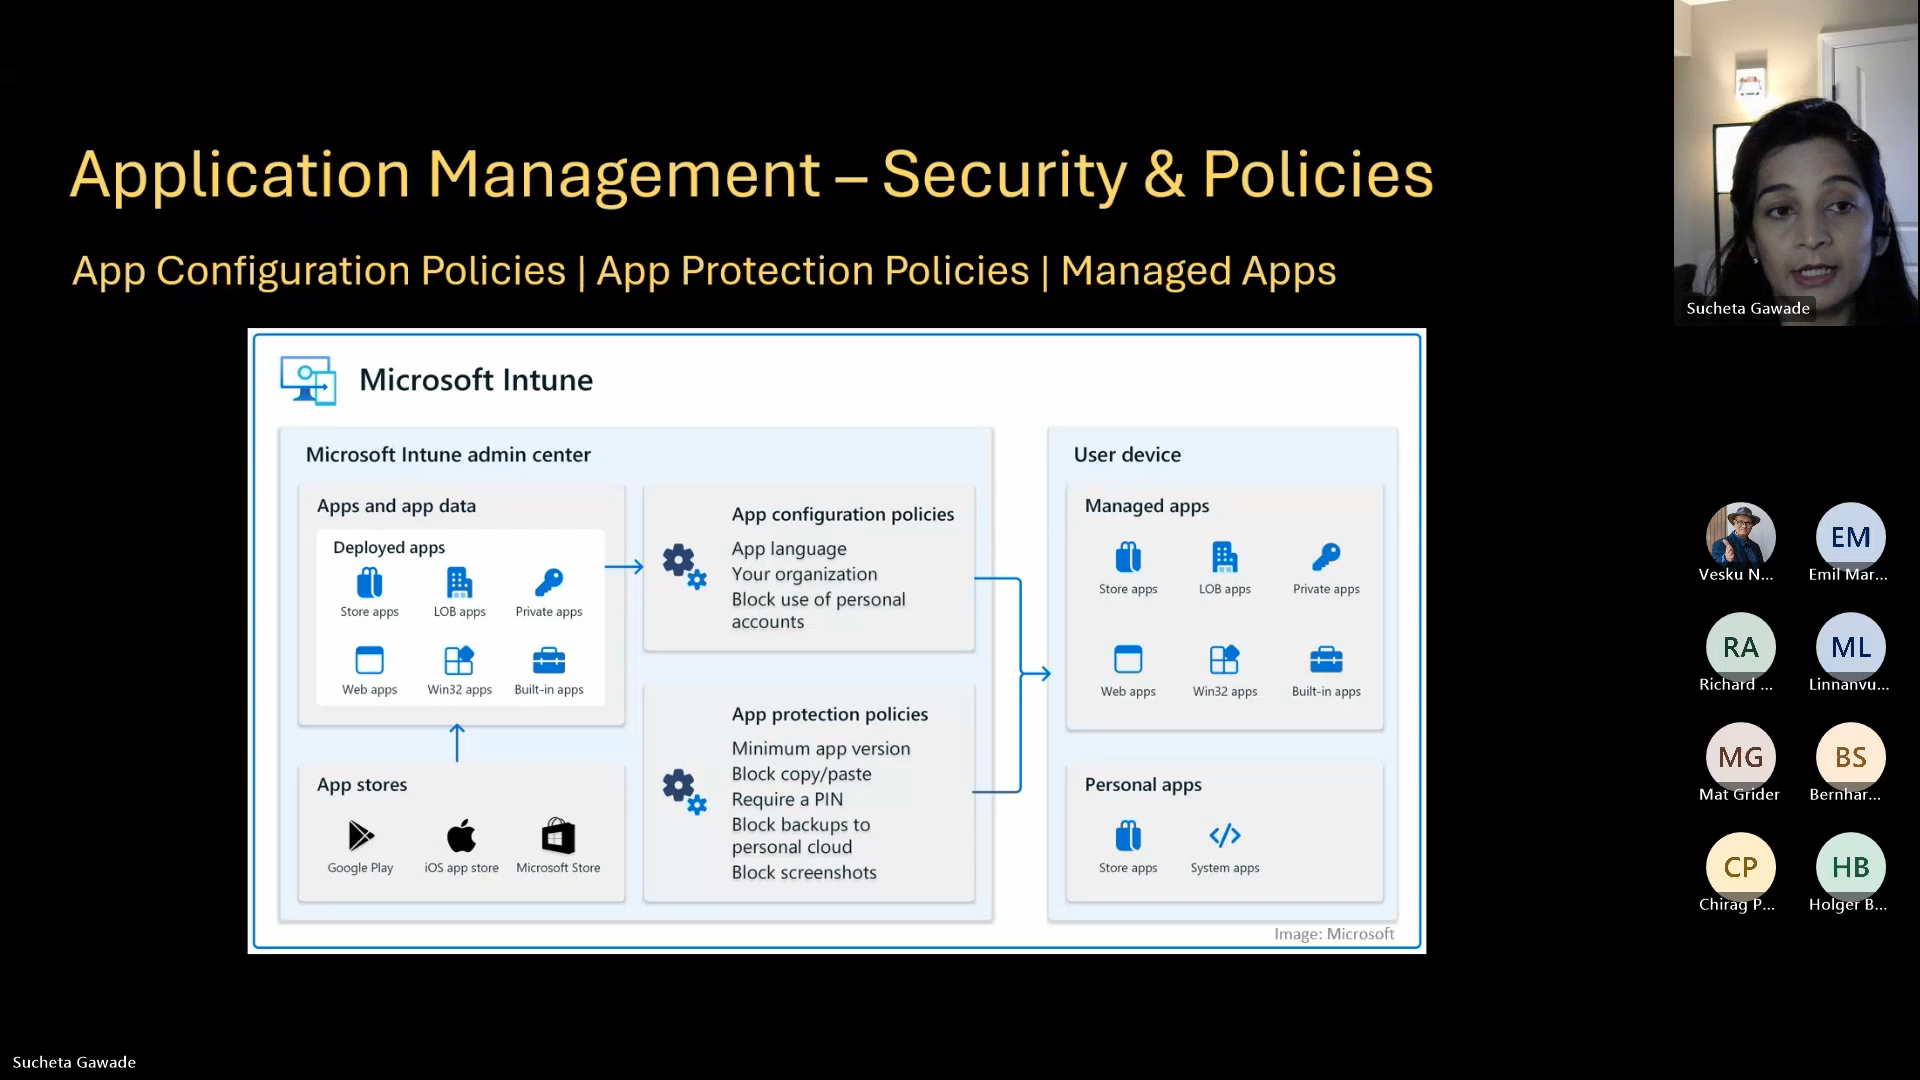 Application Management – Security & Policies
App Configuration Policies | App Protection Policies | Managed Apps
Microsoft Intune
Microsoft Intune admin center
Apps and app data
Deployed apps
Store apps
LOB apps
Private apps
Web apps
Win32 apps
Built-in apps
App stores
Google Play
iOS app store
Microsoft Store
App configuration policies
App language
Your organization
Block use of personal
accounts
App protection policies
Minimum app version
Block copy/paste
Require a PIN
Block backups to
personal cloud
Block screenshots
User device
Managed apps
Store apps
LOB apps
Private apps
Web apps
Win32 apps
Built-in apps
Personal apps
Store apps
System apps
Image: Microsoft
Sucheta Gawade
Vesku N...
EM
Emil Mar...
RA
Richard ...
ML
Linnanvu...
MG
Mat Grider
BS
Bernhar...
CP
Chirag P...
HB
Holger B...
Sucheta Gawade